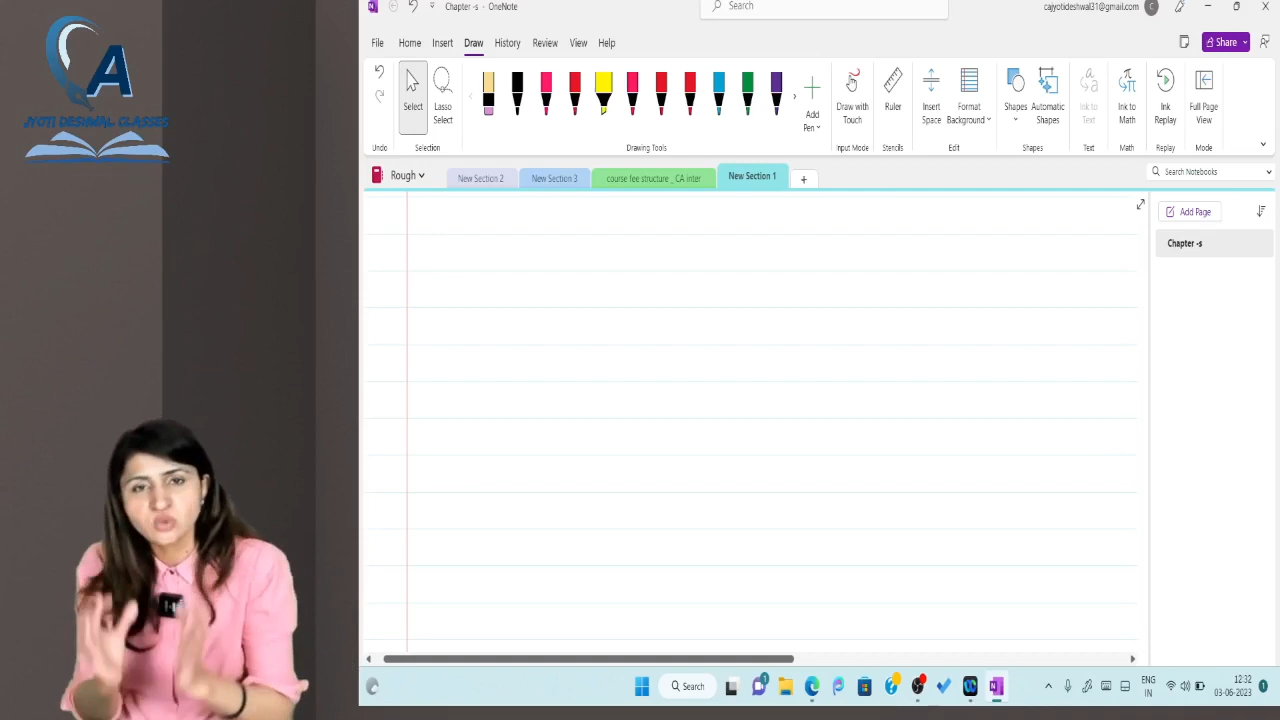 A
JYOTI DESHWAL CLASSES
Chapter -s - OneNote
Search
cajyotideshwal31@gmail.com
C
File
Home
Insert
Draw
History
Review
View
Help
Share
Select
Lasso
Select
Add
Pen
Draw with
Touch
Ruler
Insert
Space
Format
Background
Shapes
Automatic
Shapes
Ink to
Text
Ink to
Math
Ink
Replay
Full Page
View
Undo
Selection
Drawing Tools
Input Mode
Stencils
Edit
Shapes
Text
Math
Replay
Mode
Rough
New Section 2
New Section 3
course fee structure _ CA inter
New Section 1
Search Notebooks
Add Page
Chapter -s
Search
1
ENG
IN
12:32
03-06-2023
1